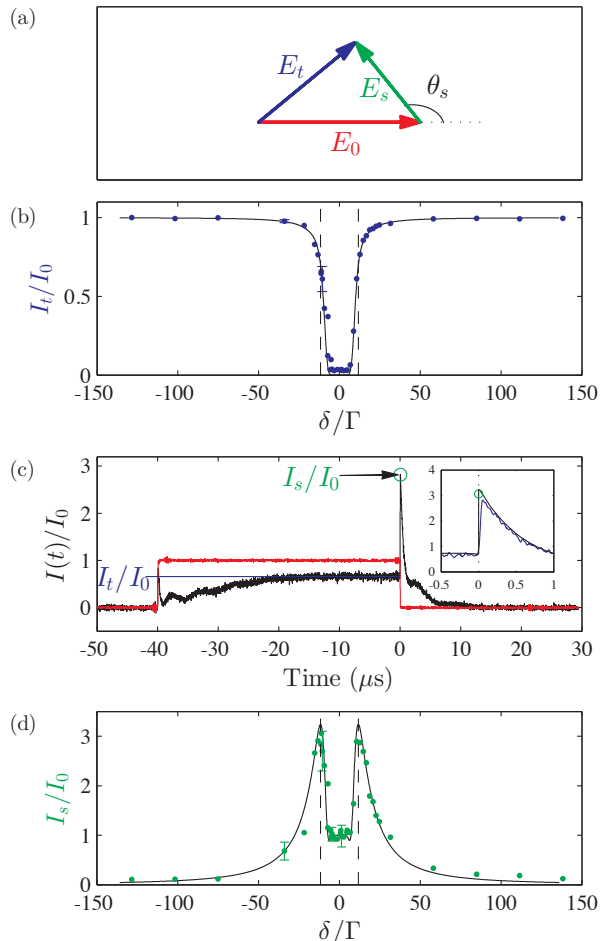 (a)
E_t
E_s
θ_s
E_0
(b)
I_t/I_0
1
0.5
0
-150 -100 -50 0 50 100 150
δ/Γ
(c)
I(t)/I_0
3
2
1
0
I_s/I_0
I_t/I_0
4
3
2
1
0
-0.5 0 1
-50 -40 -30 -20 -10 0 10 20 30
Time (μs)
(d)
I_s/I_0
3
2
1
0
-150 -100 -50 0 50 100 150
δ/Γ